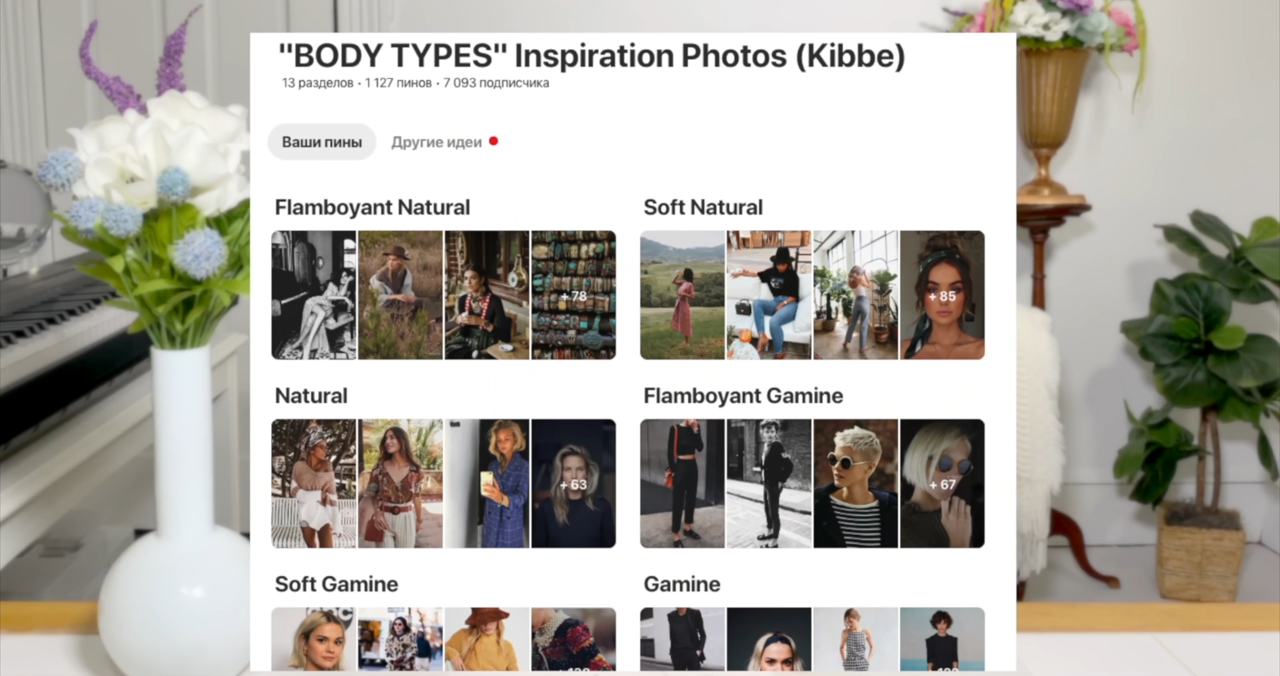 "BODY TYPES" Inspiration Photos (Kibbe)
13 разделов · 1 127 пинов · 7 093 подписчика
Ваши пины Другие идеи
Flamboyant Natural Soft Natural
+ 78 + 85
Natural Flamboyant Gamine
+ 63 + 67
Soft Gamine Gamine